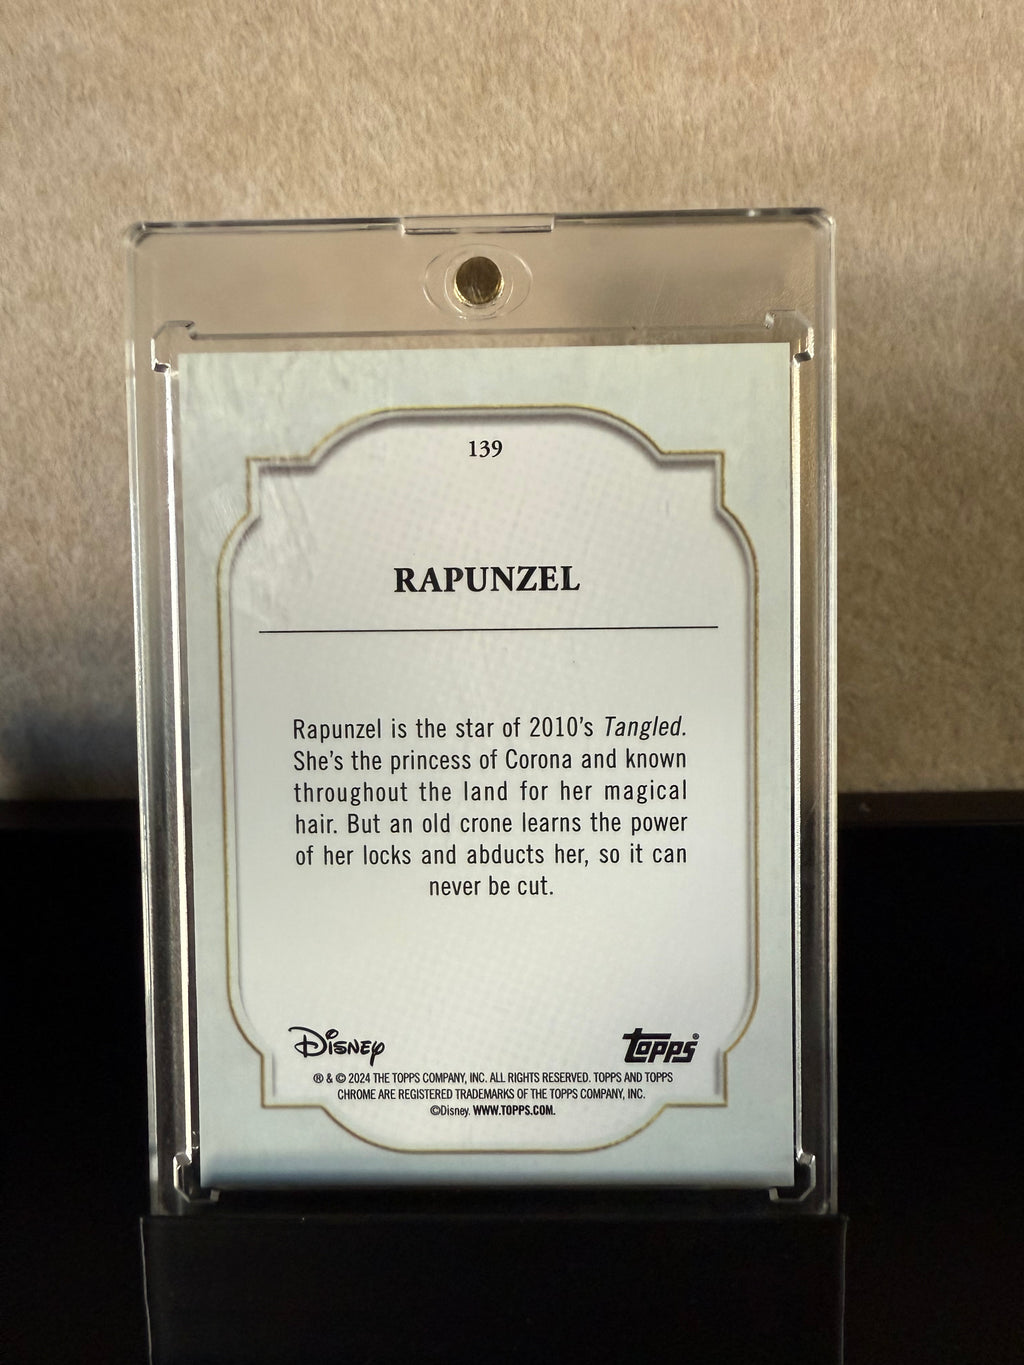 139
RAPUNZEL
Rapunzel is the star of 2010's Tangled.
She's the princess of Corona and known
throughout the land for her magical
hair. But an old crone learns the power
of her locks and abducts her, so it can
never be cut.
Disney topps®
® & © 2024 THE TOPPS COMPANY, INC. ALL RIGHTS RESERVED. TOPPS AND TOPPS
CHROME ARE REGISTERED TRADEMARKS OF THE TOPPS COMPANY, INC.
©Disney. WWW.TOPPS.COM.